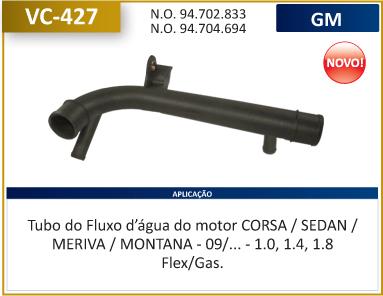 VC-427
N.O. 94.702.833
N.O. 94.704.694
GM
NOVO!
APLICAÇÃO
Tubo do Fluxo d'água do motor CORSA / SEDAN /
MERIVA / MONTANA - 09/... - 1.0, 1.4, 1.8
Flex/Gas.